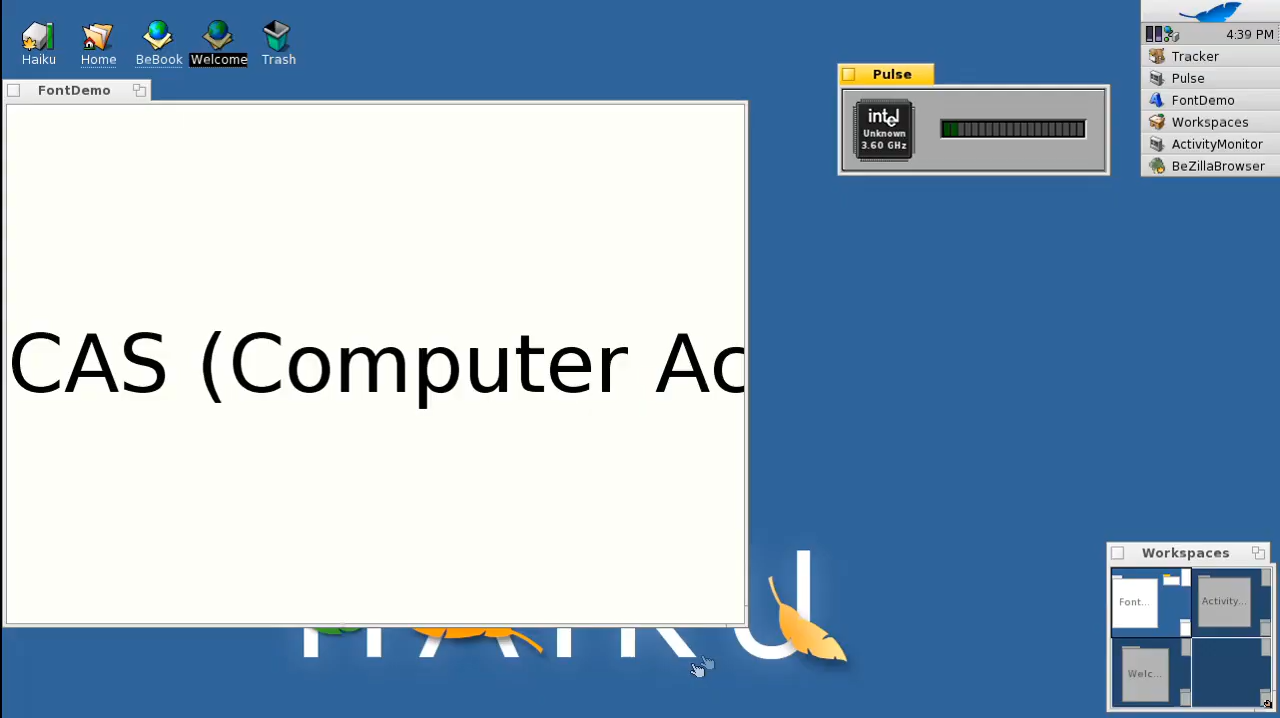 Haiku
Home
BeBook
Welcome
Trash
4:39 PM
Tracker
Pulse
FontDemo
Workspaces
ActivityMonitor
BeZillaBrowser
FontDemo
CAS (Computer Ac
Pulse
intel
Unknown
3.60 GHz
HAIKU
Workspaces
Font...
Activity...
Welc...